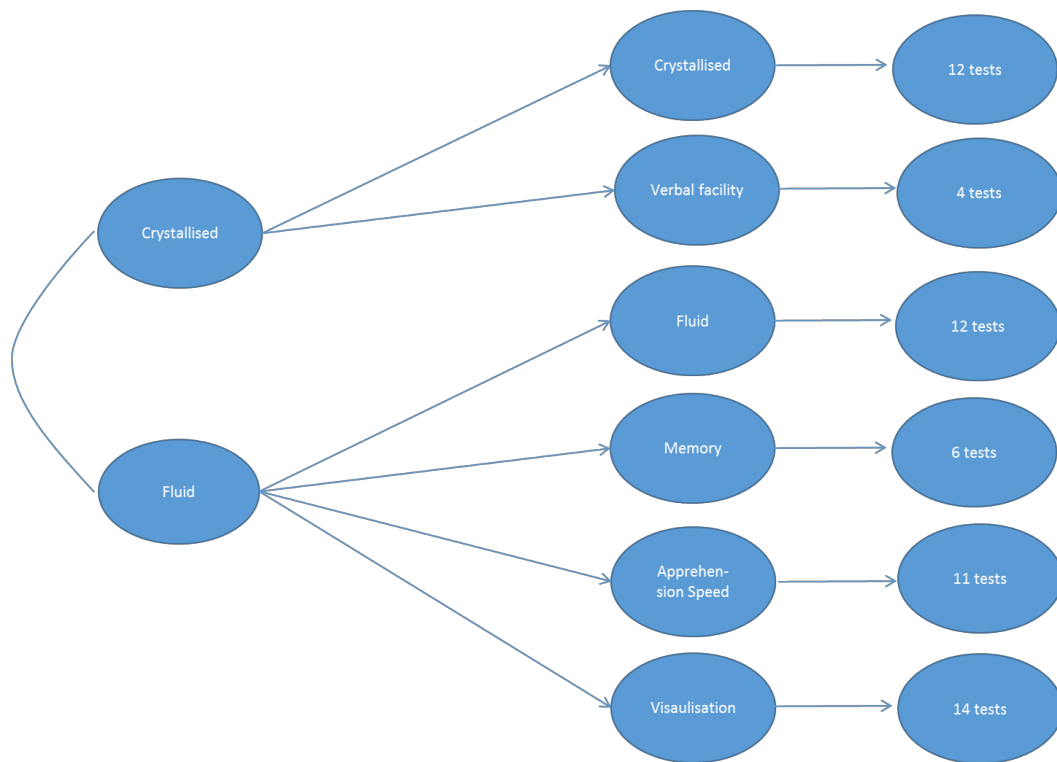 Crystallised
12 tests
Verbal facility
4 tests
Crystallised
Fluid
12 tests
Memory
6 tests
Fluid
Apprehen-
sion Speed
11 tests
Visaulisation
14 tests